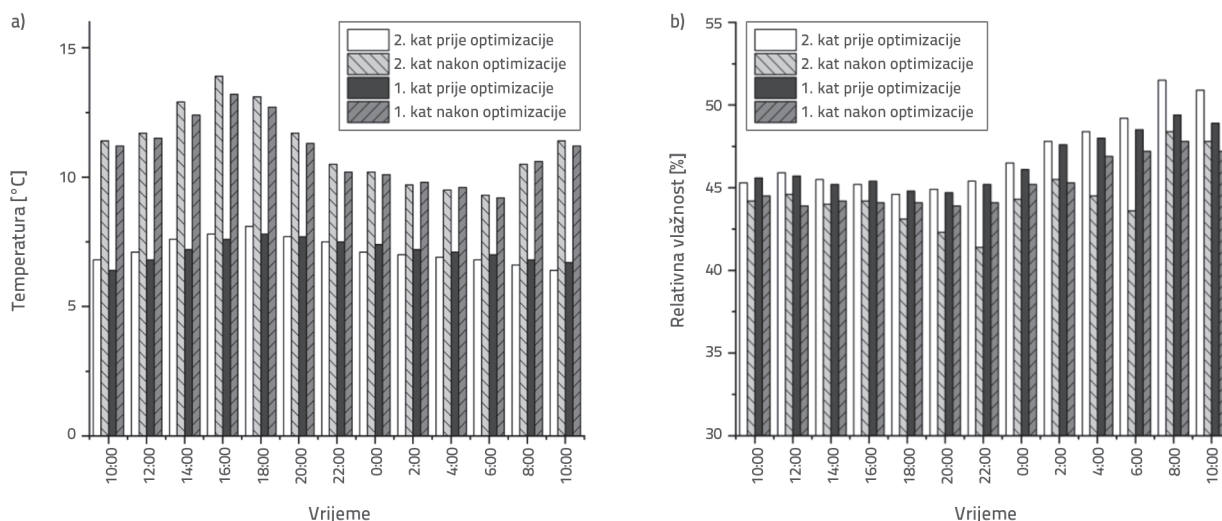 a)
15
10
5
0
Temperatura [°C]
2. kat prije optimizacije
2. kat nakon optimizacije
1. kat prije optimizacije
1. kat nakon optimizacije
10:00
12:00
14:00
16:00
18:00
20:00
22:00
0:00
2:00
4:00
6:00
8:00
10:00
Vrijeme
b)
55
50
45
40
35
30
Relativna vlažnost [%]
2. kat prije optimizacije
2. kat nakon optimizacije
1. kat prije optimizacije
1. kat nakon optimizacije
10:00
12:00
14:00
16:00
18:00
20:00
22:00
0:00
2:00
4:00
6:00
8:00
10:00
Vrijeme